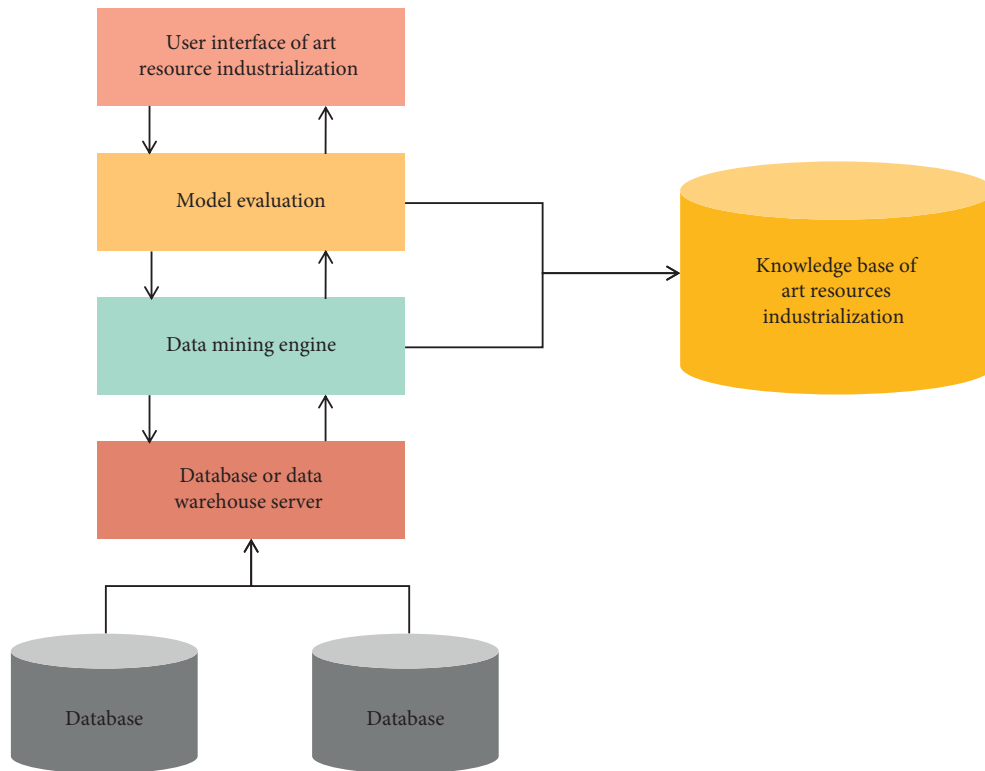 User interface of art
resource industrialization
Model evaluation
Knowledge base of
art resources
industrialization
Data mining engine
Database or data
warehouse server
Database
Database